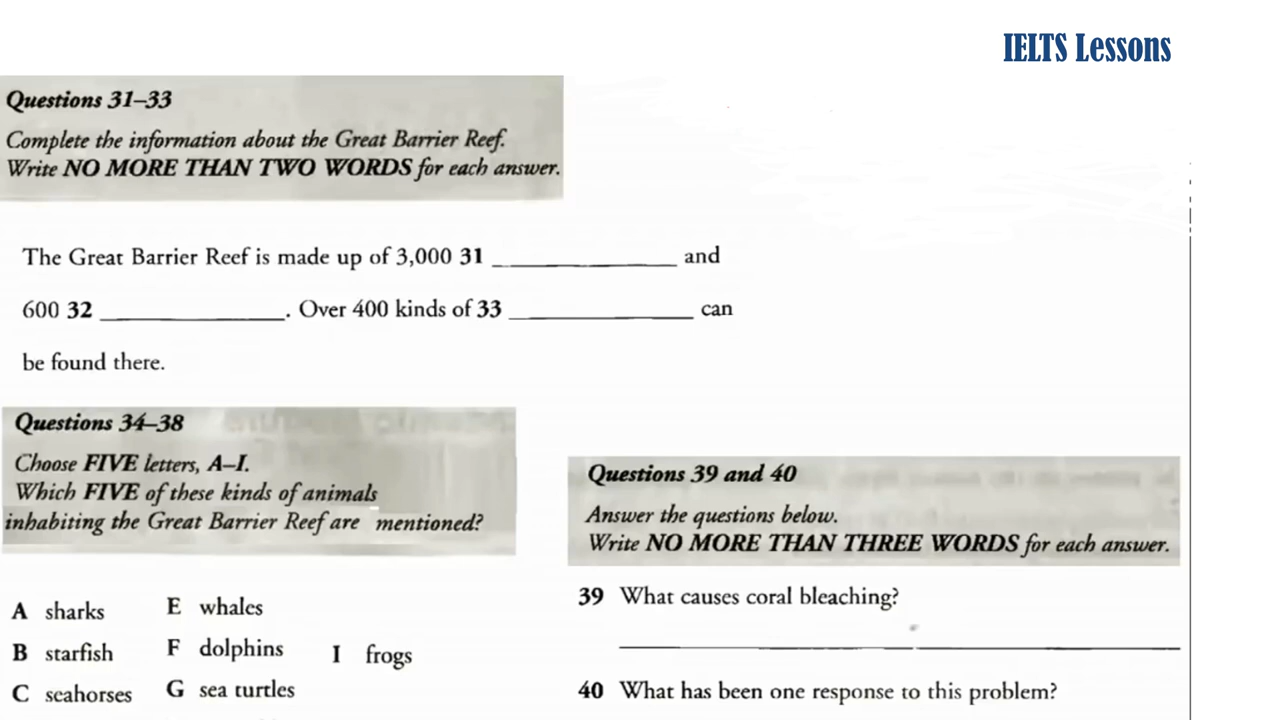 IELTS Lessons
Questions 31–33
Complete the information about the Great Barrier Reef.
Write NO MORE THAN TWO WORDS for each answer.
The Great Barrier Reef is made up of 3,000 31 ______________ and
600 32 ______________. Over 400 kinds of 33 ______________ can
be found there.
Questions 34–38
Choose FIVE letters, A–I.
Which FIVE of these kinds of animals
inhabiting the Great Barrier Reef are mentioned?
A sharks
B starfish
C seahorses
E whales
F dolphins
G sea turtles
I frogs
Questions 39 and 40
Answer the questions below.
Write NO MORE THAN THREE WORDS for each answer.
39 What causes coral bleaching?
40 What has been one response to this problem?